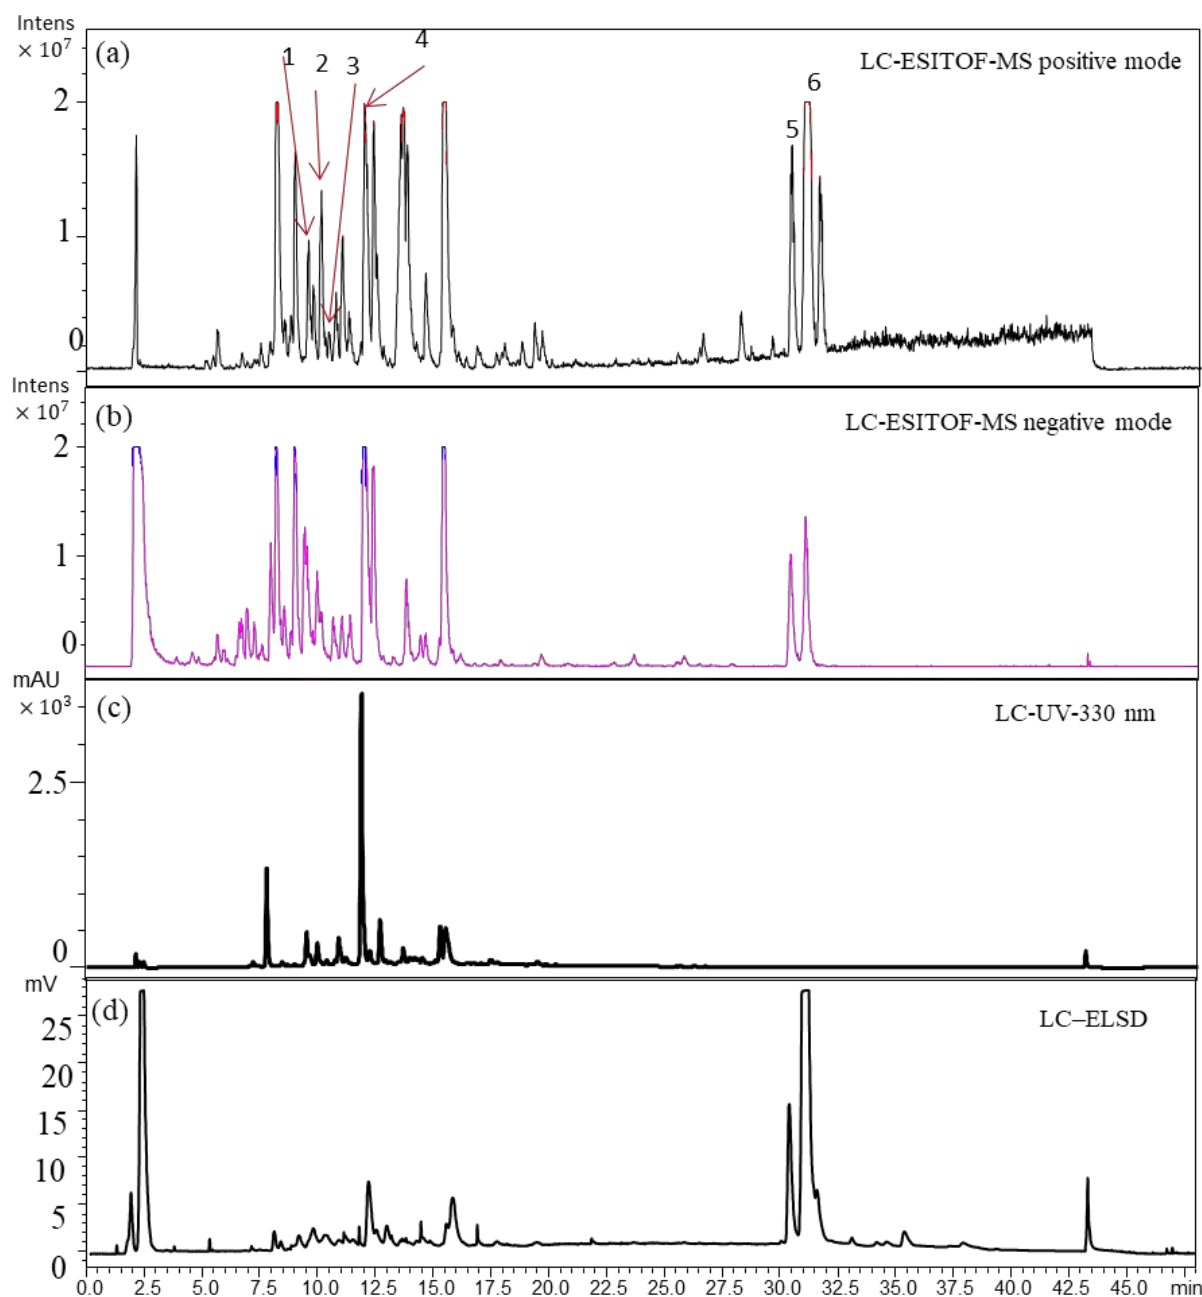 Intens
× 10⁷
(a)
LC-ESITOF-MS positive mode
1
2
3
4
5
6
2
1
0
Intens
× 10⁷
(b)
LC-ESITOF-MS negative mode
2
1
0
mAU
× 10³
(c)
LC-UV-330 nm
2.5
0
mV
(d)
LC–ELSD
25
20
15
10
5
0
0.0 2.5 5.0 7.5 10.0 12.5 15.0 17.5 20.0 22.5 25.0 27.5 30.0 32.5 35.0 37.5 40.0 42.5 45.0 min